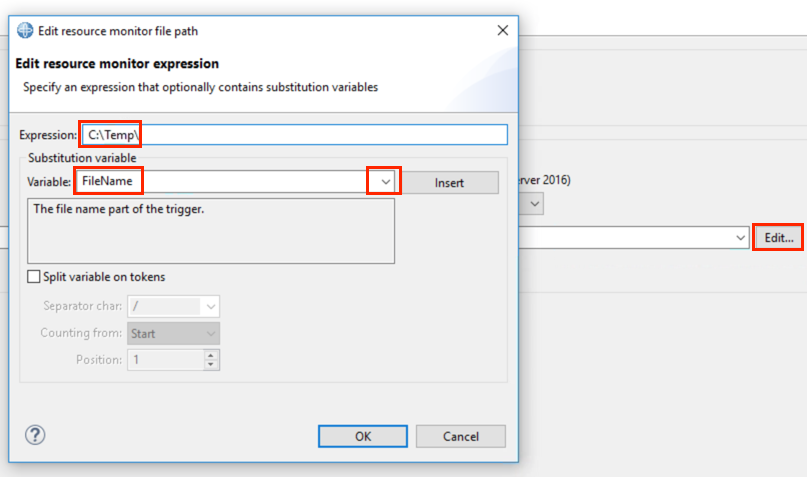 Edit resource monitor file path
Edit resource monitor expression
Specify an expression that optionally contains substitution variables
Expression: C:\Temp\
Substitution variable
Variable: FileName Insert
rver 2016)
The file name part of the trigger.
Edit...
Split variable on tokens
Separator char: /
Counting from: Start
Position: 1
? OK Cancel